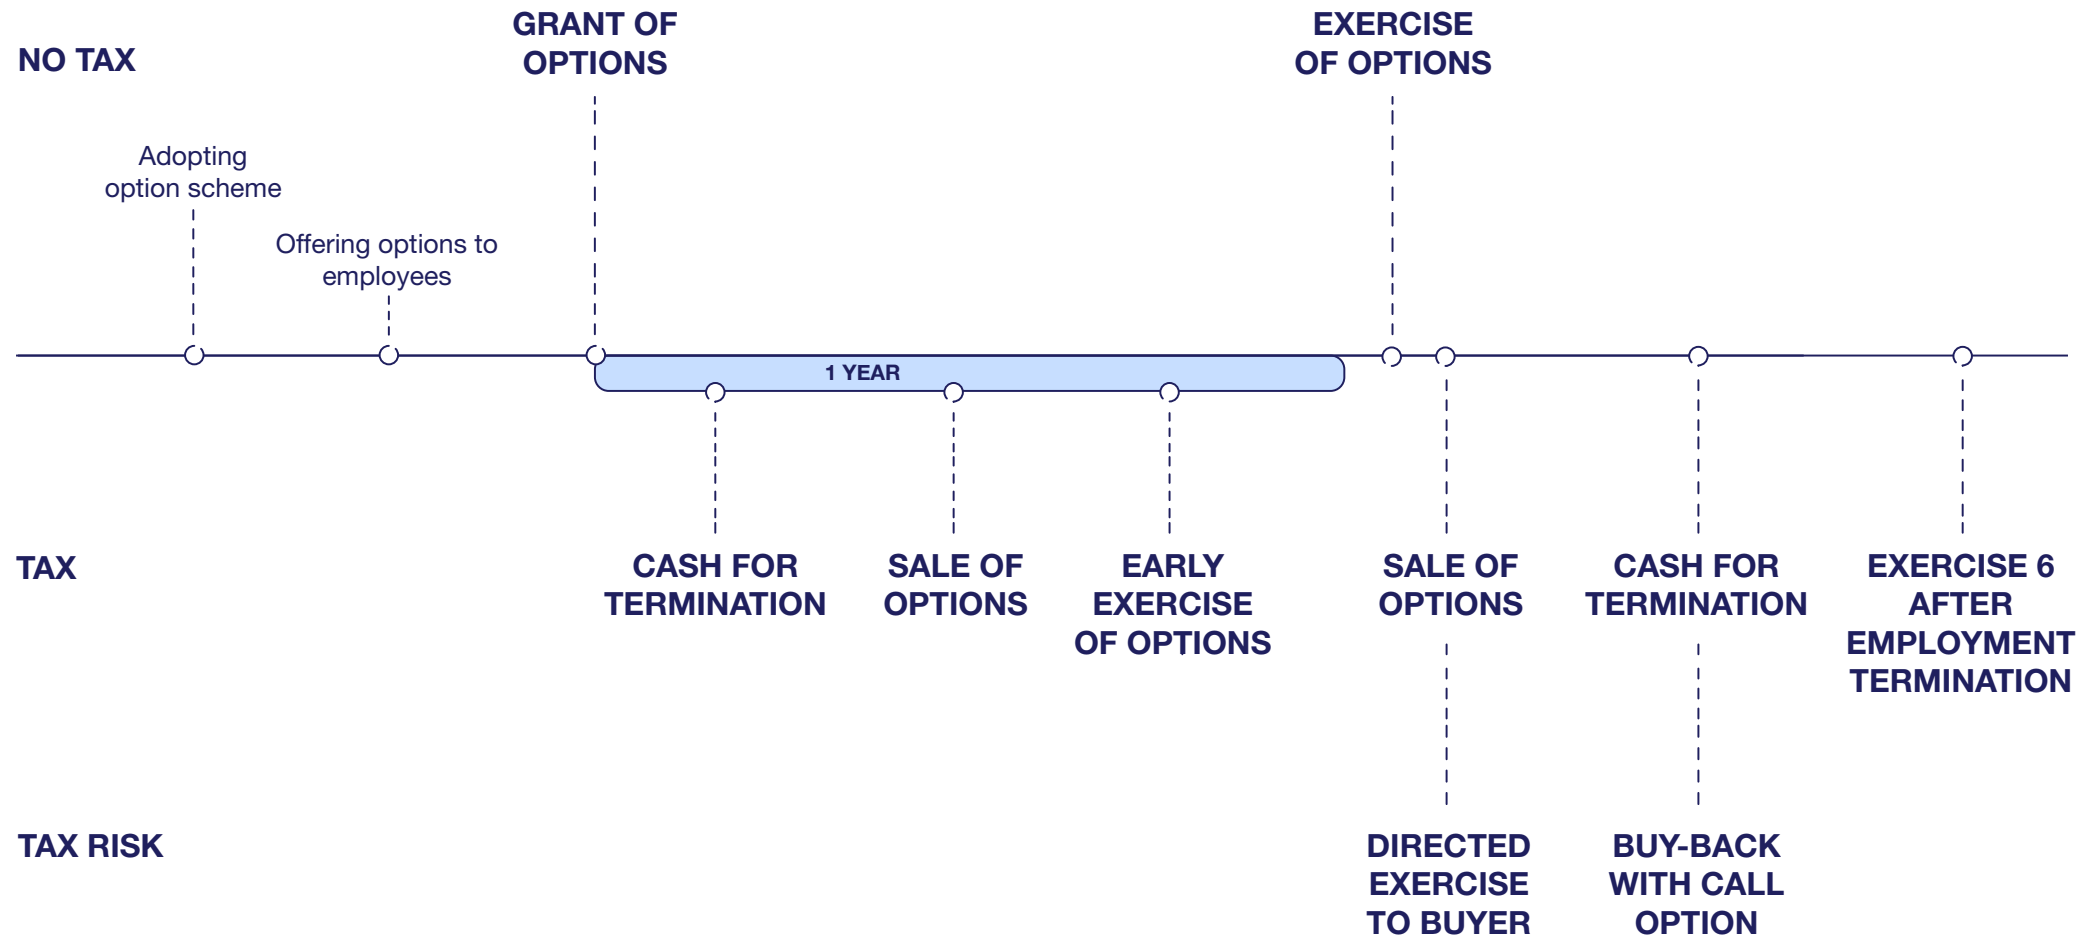 NO TAX
GRANT OF
OPTIONS
EXERCISE
OF OPTIONS
Adopting
option scheme
Offering options to
employees
1 YEAR
TAX
CASH FOR
TERMINATION
SALE OF
OPTIONS
EARLY
EXERCISE
OF OPTIONS
SALE OF
OPTIONS
CASH FOR
TERMINATION
EXERCISE 6
AFTER
EMPLOYMENT
TERMINATION
TAX RISK
DIRECTED
EXERCISE
TO BUYER
BUY-BACK
WITH CALL
OPTION